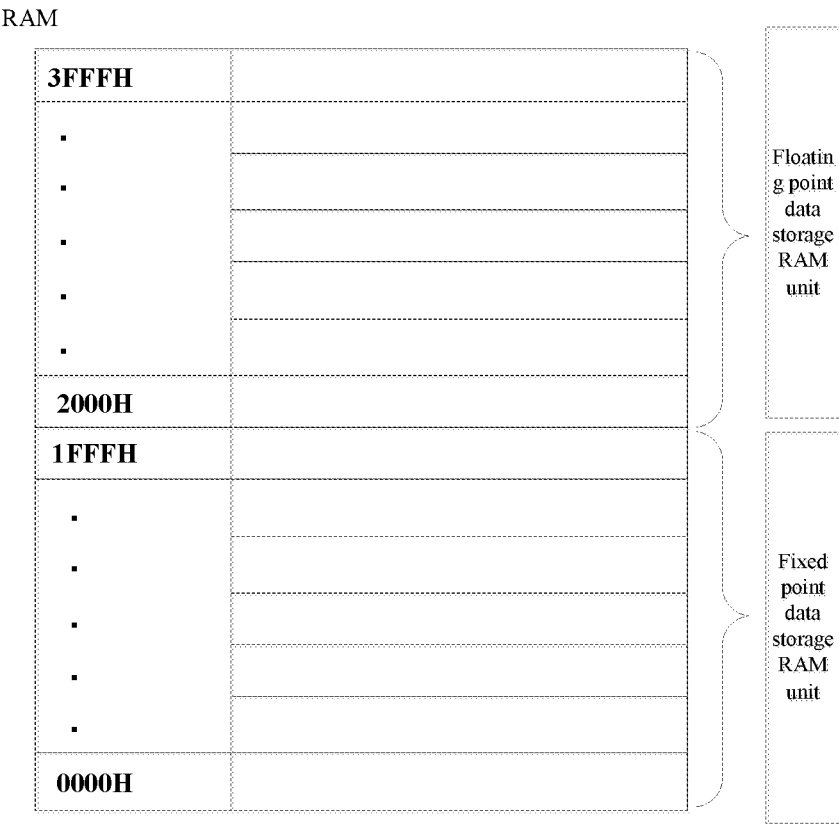 RAM
3FFFH
Floatin
g point
data
storage
RAM
unit
2000H
1FFFH
Fixed
point
data
storage
RAM
unit
0000H